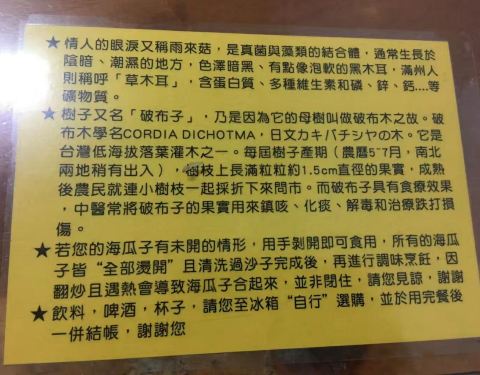 ★情人的眼淚又稱雨來菇，是真菌與藻類的結合體，通常生長於
陰暗、潮濕的地方，色澤暗黑、有點像泡軟的黑木耳，滿州人
則稱呼「草木耳」，含蛋白質、多種維生素和磷、鋅、鈣....等
礦物質。
★樹子又名「破布子」，乃是因為它的母樹叫做破布木之故。破
布木學名CORDIA DICHOTMA，日文カキバチシヤの木。它是
台灣低海拔落葉灌木之一。每屆樹子產期（農曆5~7月，南北
兩地稍有出入），樹枝上長滿粒粒約1.5cm直徑的果實，成熟
後農民就連小樹枝一起採折下來問市。而破布子具有食療效果
，中醫常將破布子的果實用來鎮咳、化痰、解毒和治療跌打損
傷。
★若您的海瓜子有未開的情形，用手剝開即可食用，所有的海瓜
子皆“全部燙開”且清洗過沙子完成後，再進行調味烹飪，因
翻炒且遇熱會導致海瓜子合起來，並非閉住，請您見諒，謝謝
★飲料，啤酒，杯子，請您至冰箱“自行”選購，並於用完餐後
一併結帳，謝謝您